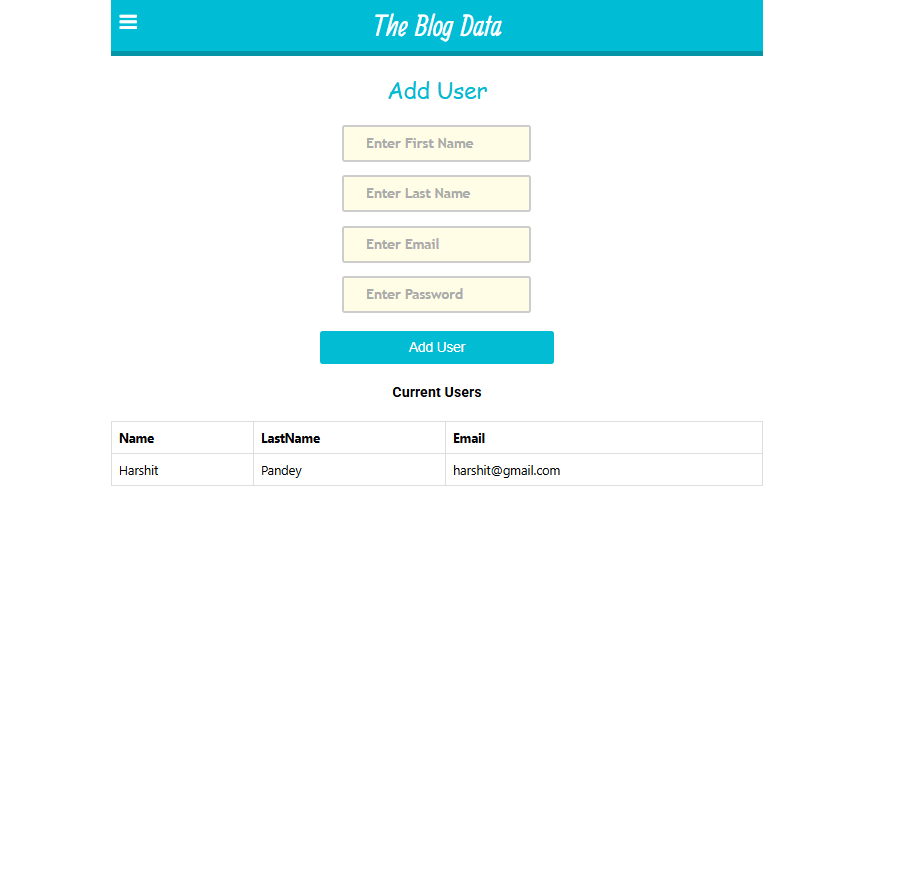 The Blog Data
Add User
Enter First Name
Enter Last Name
Enter Email
Enter Password
Add User
Current Users
Name LastName Email
Harshit Pandey harshit@gmail.com